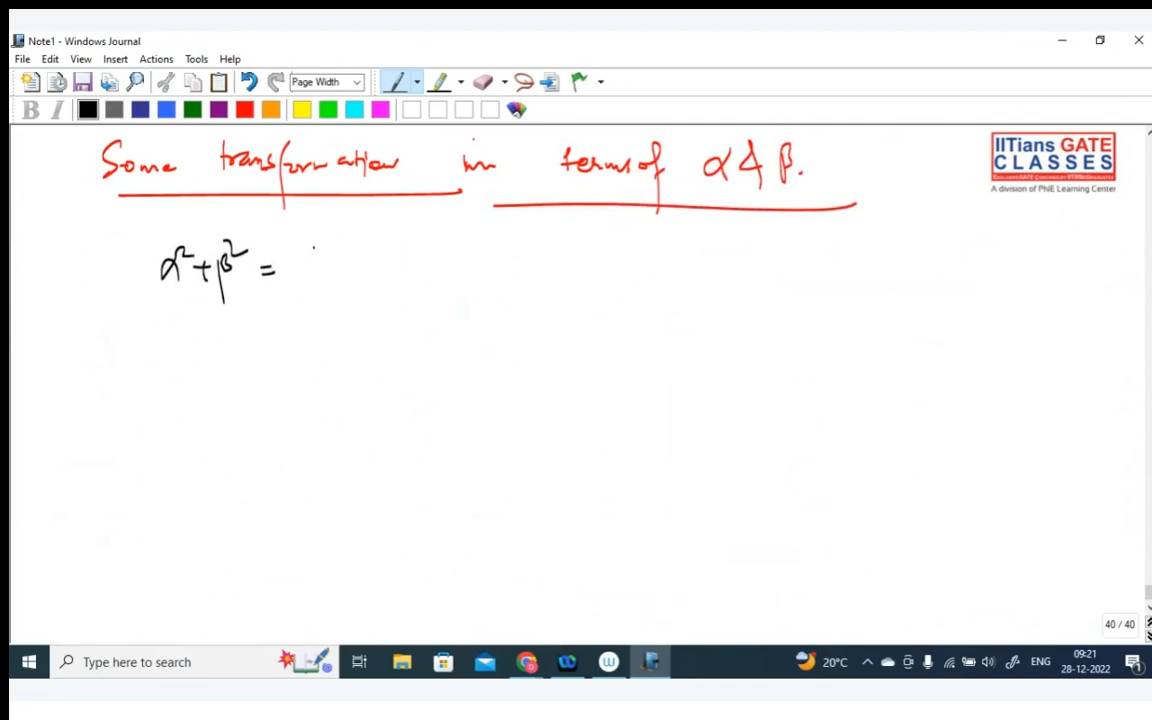 Note1 - Windows Journal
File Edit View Insert Actions Tools Help
Page Width
B I
Some transformation in terms of α & β.
IITians GATE
CLASSES
A division of PhIE Learning Center
α² + β² =
40 / 40
Type here to search
20°C
ENG
09:21
28-12-2022
1